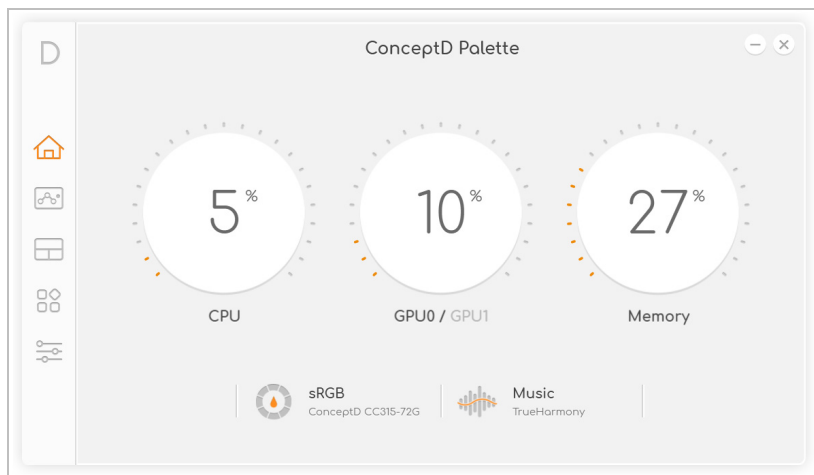 D
ConceptD Palette
5%
10%
27%
CPU
GPU0 / GPU1
Memory
sRGB
ConceptD CC315-72G
Music
TrueHarmony